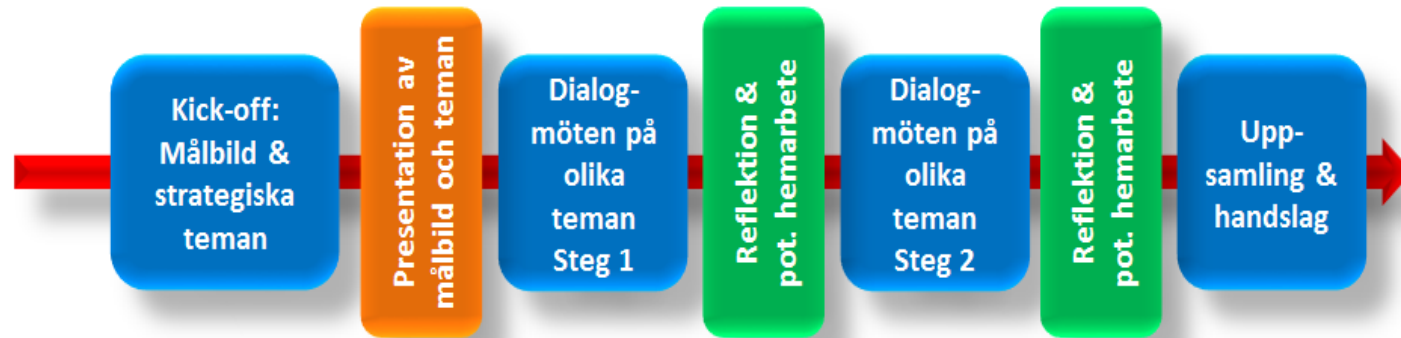 Kick-off:
Målbild &
strategiska
teman
Presentation av
målbild och teman
Dialog-
möten på
olika
teman
Steg 1
Reflektion &
pot. hemarbete
Dialog-
möten på
olika
teman
Steg 2
Reflektion &
pot. hemarbete
Upp-
samling &
handslag